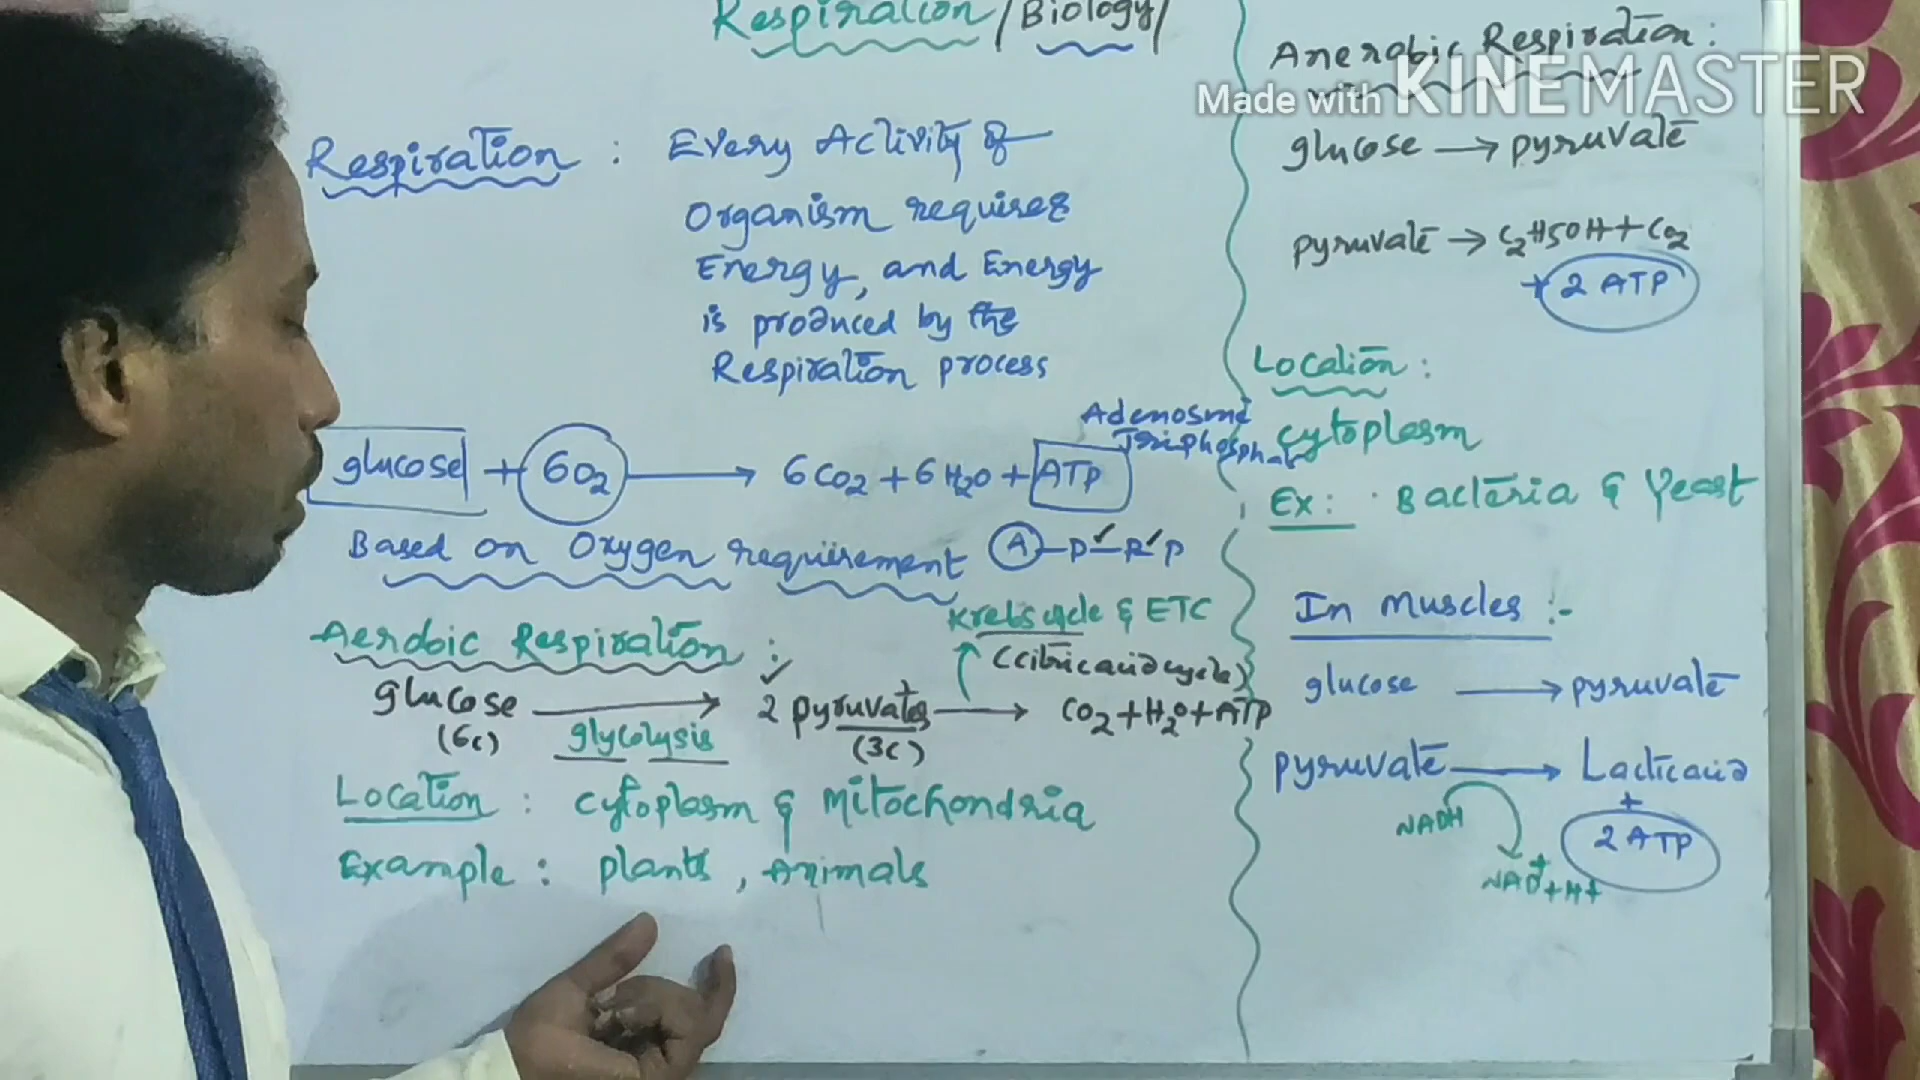 Respiration/Biology/
Respiration : Every Activity of
Organism requires
Energy, and Energy
is produced by the
Respiration process
Adenosine
Triphosphate
glucose + 6O2 → 6CO2 + 6H2O + ATP
Based on Oxygen requirement
A-P-P-P
Aerobic Respiration :
Krebs cycle & ETC
(Citric acid cycle)
glucose → 2 pyruvates → CO2 + H2O + ATP
(6c) glycolysis (3c)
Location : Cytoplasm & Mitochondria
Example : Plants, Animals
Anerobic Respiration :
Made with KINEMASTER
glucose → pyruvate
pyruvate → C2H5OH + CO2
+ 2 ATP
Location :
cytoplasm
Ex : Bacteria & Yeast
In Muscles :-
glucose → pyruvate
pyruvate → Lactic acid
+
NADH
2 ATP
NAD+ + H+